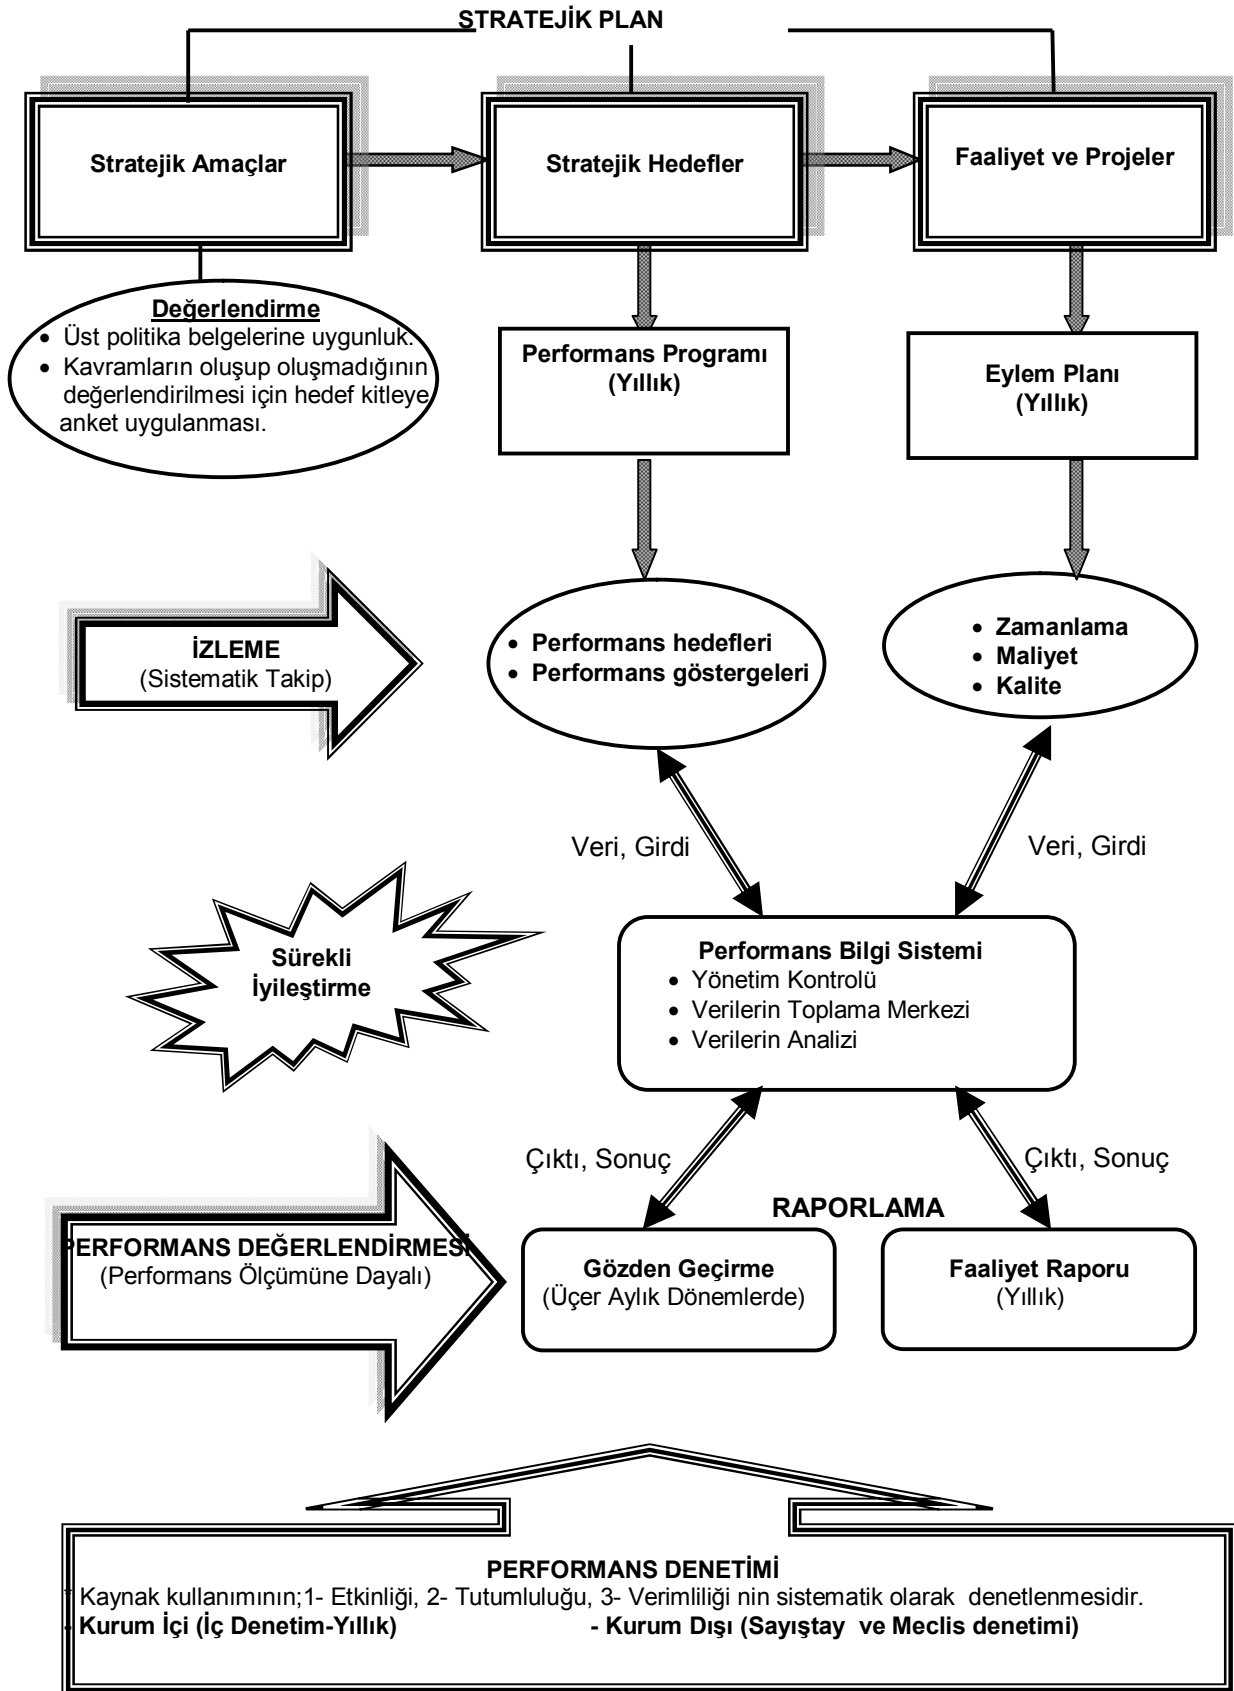 STRATEJİK PLAN
Stratejik Amaçlar
Stratejik Hedefler
Faaliyet ve Projeler
Değerlendirme
• Üst politika belgelerine uygunluk.
• Kavramların oluşup oluşmadığının
değerlendirilmesi için hedef kitleye
anket uygulanması.
Performans Programı
(Yıllık)
Eylem Planı
(Yıllık)
İZLEME
(Sistematik Takip)
• Performans hedefleri
• Performans göstergeleri
• Zamanlama
• Maliyet
• Kalite
Veri, Girdi
Veri, Girdi
Sürekli
İyileştirme
Performans Bilgi Sistemi
• Yönetim Kontrolü
• Verilerin Toplama Merkezi
• Verilerin Analizi
Çıktı, Sonuç
Çıktı, Sonuç
RAPORLAMA
PERFORMANS DEĞERLENDİRMESİ
(Performans Ölçümüne Dayalı)
Gözden Geçirme
(Üçer Aylık Dönemlerde)
Faaliyet Raporu
(Yıllık)
PERFORMANS DENETİMİ
* Kaynak kullanımının;1- Etkinliği, 2- Tutumluluğu, 3- Verimliliği nin sistematik olarak denetlenmesidir.
- Kurum İçi (İç Denetim-Yıllık) - Kurum Dışı (Sayıştay ve Meclis denetimi)